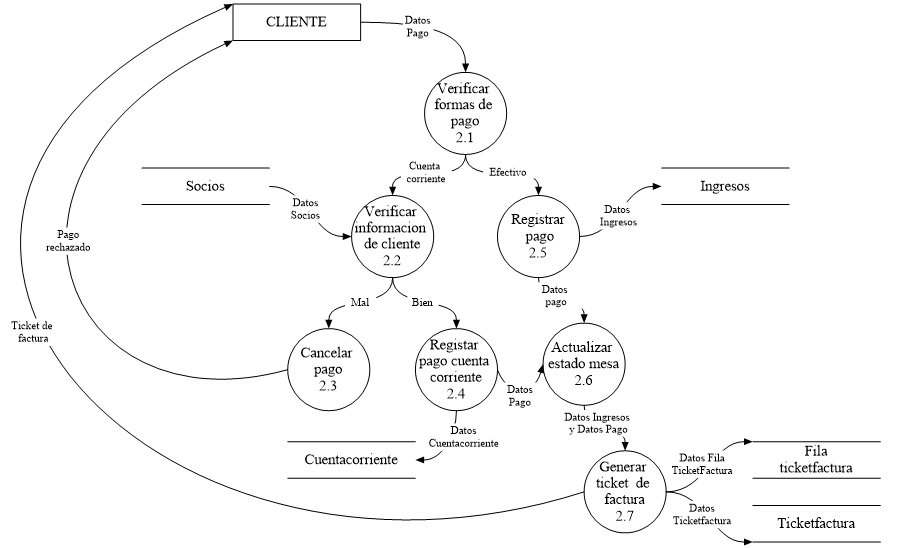 CLIENTE
Datos
Pago
Verificar
formas de
pago
2.1
Cuenta
corriente
Efectivo
Socios
Datos
Socios
Verificar
informacion
de cliente
2.2
Registrar
pago
2.5
Datos
Ingresos
Ingresos
Pago
rechazado
Mal
Bien
Datos
pago
Ticket de
factura
Cancelar
pago
2.3
Registar
pago cuenta
corriente
2.4
Datos
Pago
Actualizar
estado mesa
2.6
Datos
Cuentacorriente
Cuentacorriente
Datos Ingresos
y Datos Pago
Generar
ticket de
factura
2.7
Datos Fila
TicketFactura
Fila
ticketfactura
Datos
Ticketfactura
Ticketfactura